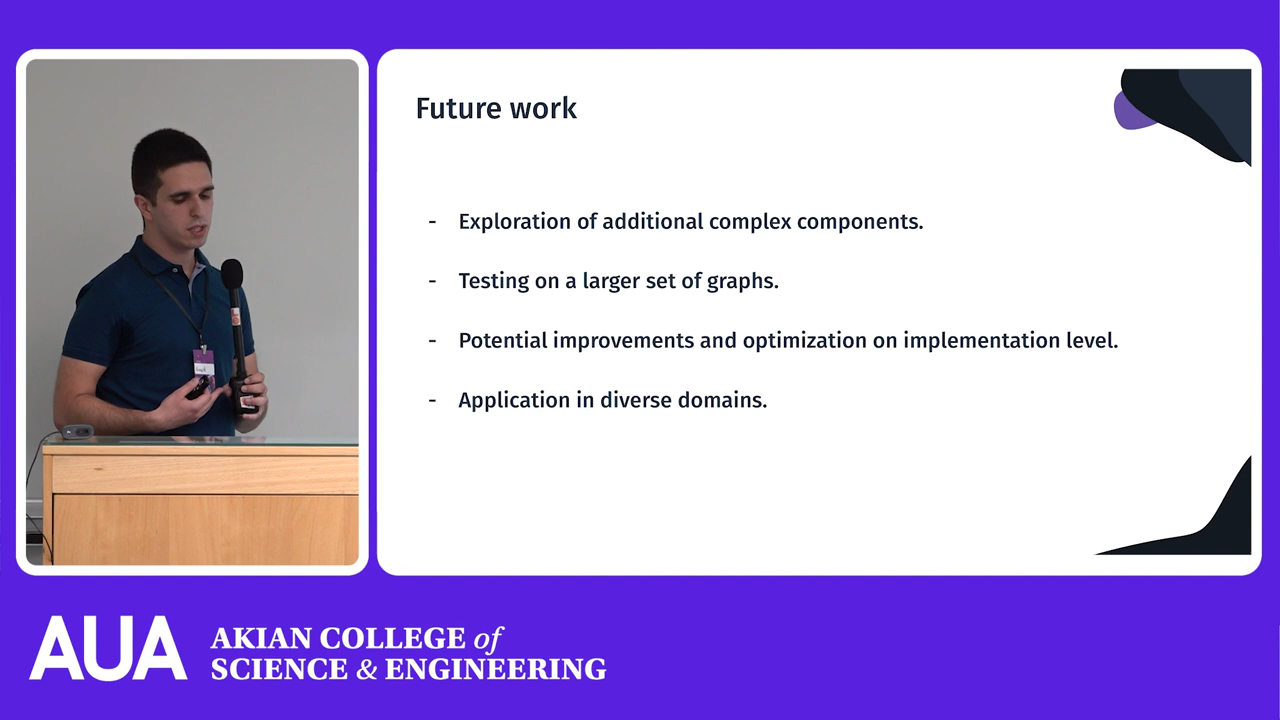 Future work
- Exploration of additional complex components.
- Testing on a larger set of graphs.
- Potential improvements and optimization on implementation level.
- Application in diverse domains.
AUA
AKIAN COLLEGE of
SCIENCE & ENGINEERING